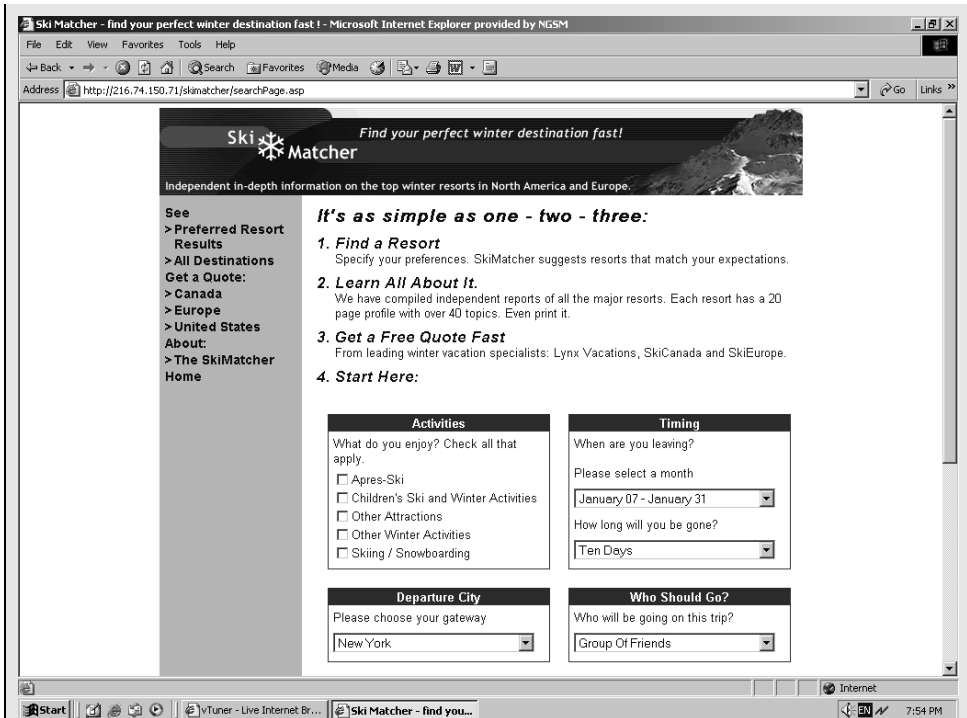 Ski Matcher - find your perfect winter destination fast ! - Microsoft Internet Explorer provided by NGSM
File Edit View Favorites Tools Help
Back Search Favorites Media
Address http://216.74.150.71/skimatcher/searchPage.asp Go Links »
Ski Matcher
Find your perfect winter destination fast!
Independent in-depth information on the top winter resorts in North America and Europe.
See
> Preferred Resort
Results
> All Destinations
Get a Quote:
> Canada
> Europe
> United States
About:
> The SkiMatcher
Home
It's as simple as one - two - three:
1. Find a Resort
Specify your preferences. SkiMatcher suggests resorts that match your expectations.
2. Learn All About It.
We have compiled independent reports of all the major resorts. Each resort has a 20
page profile with over 40 topics. Even print it.
3. Get a Free Quote Fast
From leading winter vacation specialists: Lynx Vacations, SkiCanada and SkiEurope.
4. Start Here:
Activities
What do you enjoy? Check all that
apply.
Apres-Ski
Children's Ski and Winter Activities
Other Attractions
Other Winter Activities
Skiing / Snowboarding
Timing
When are you leaving?
Please select a month
January 07 - January 31
How long will you be gone?
Ten Days
Departure City
Please choose your gateway
New York
Who Should Go?
Who will be going on this trip?
Group Of Friends
Internet
Start vTuner - Live Internet Br... Ski Matcher - find you... EN 7:54 PM